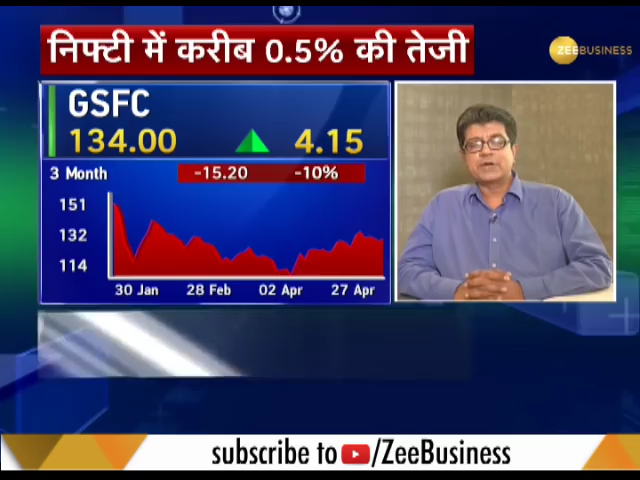 निफ्टी में करीब 0.5% की तेजी
ZEEBUSINESS
GSFC
134.00 4.15
3 Month -15.20 -10%
151
132
114
30 Jan 28 Feb 02 Apr 27 Apr
subscribe to /ZeeBusiness